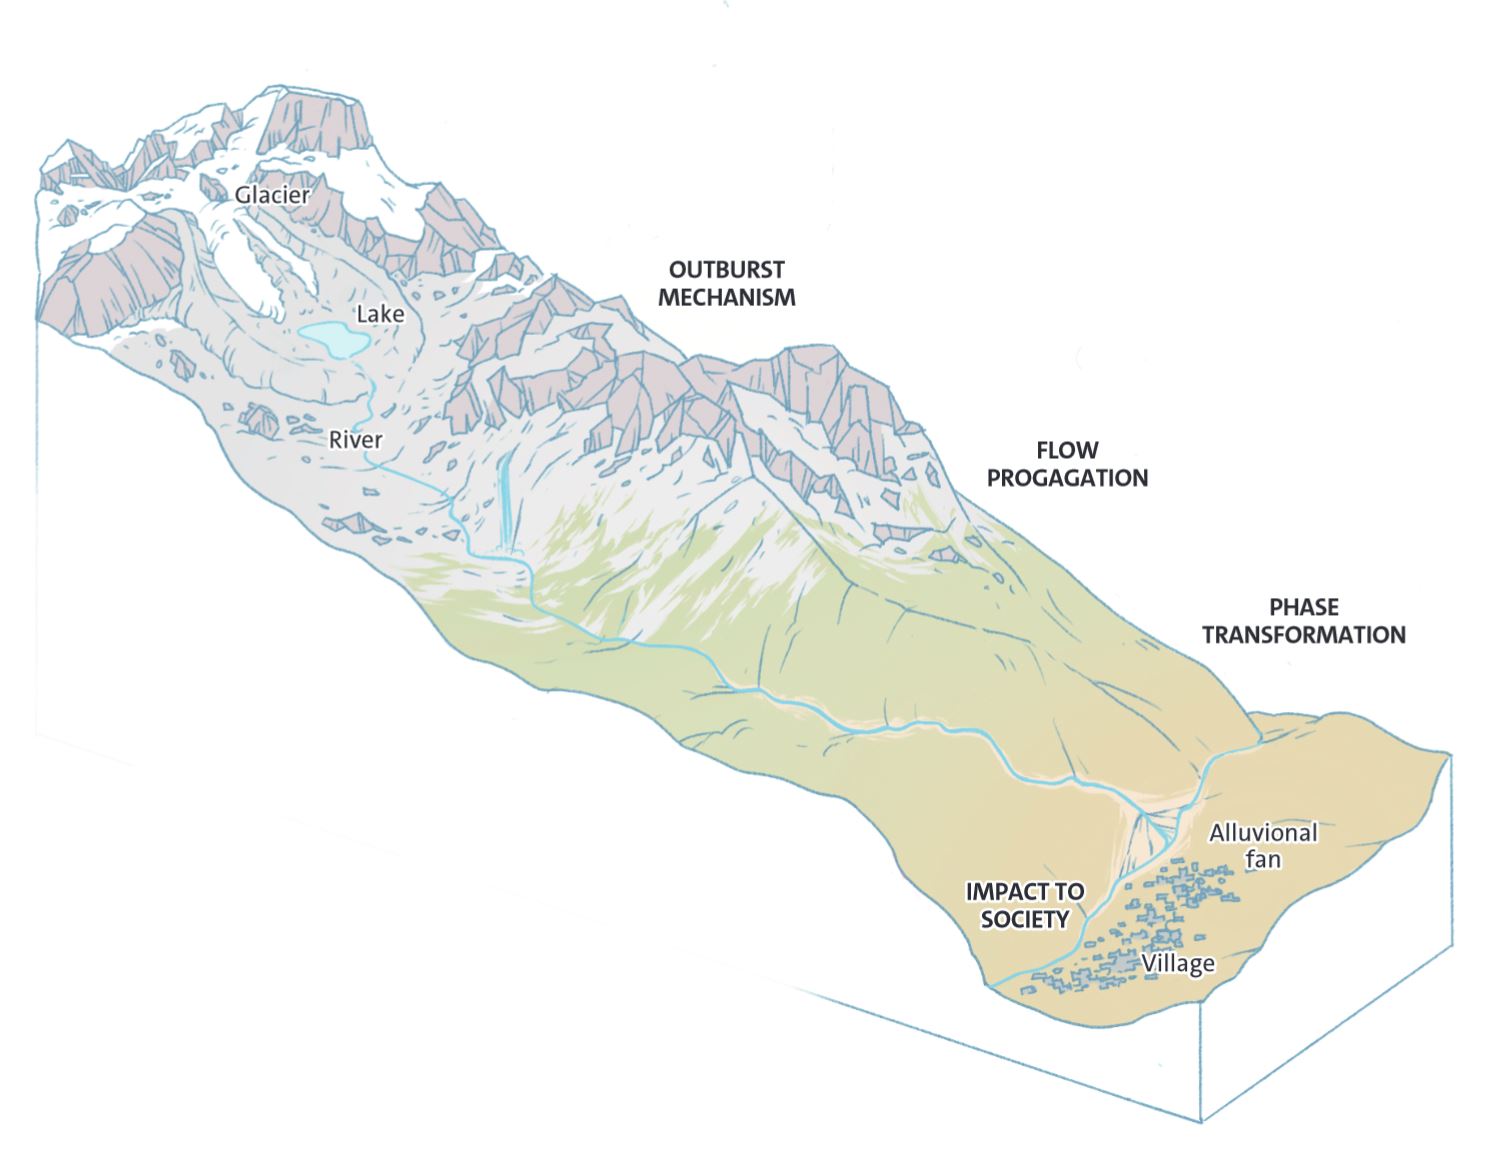 Glacier
OUTBURST
MECHANISM
Lake
River
FLOW
PROGAGATION
PHASE
TRANSFORMATION
Alluvional
fan
IMPACT TO
SOCIETY
Village